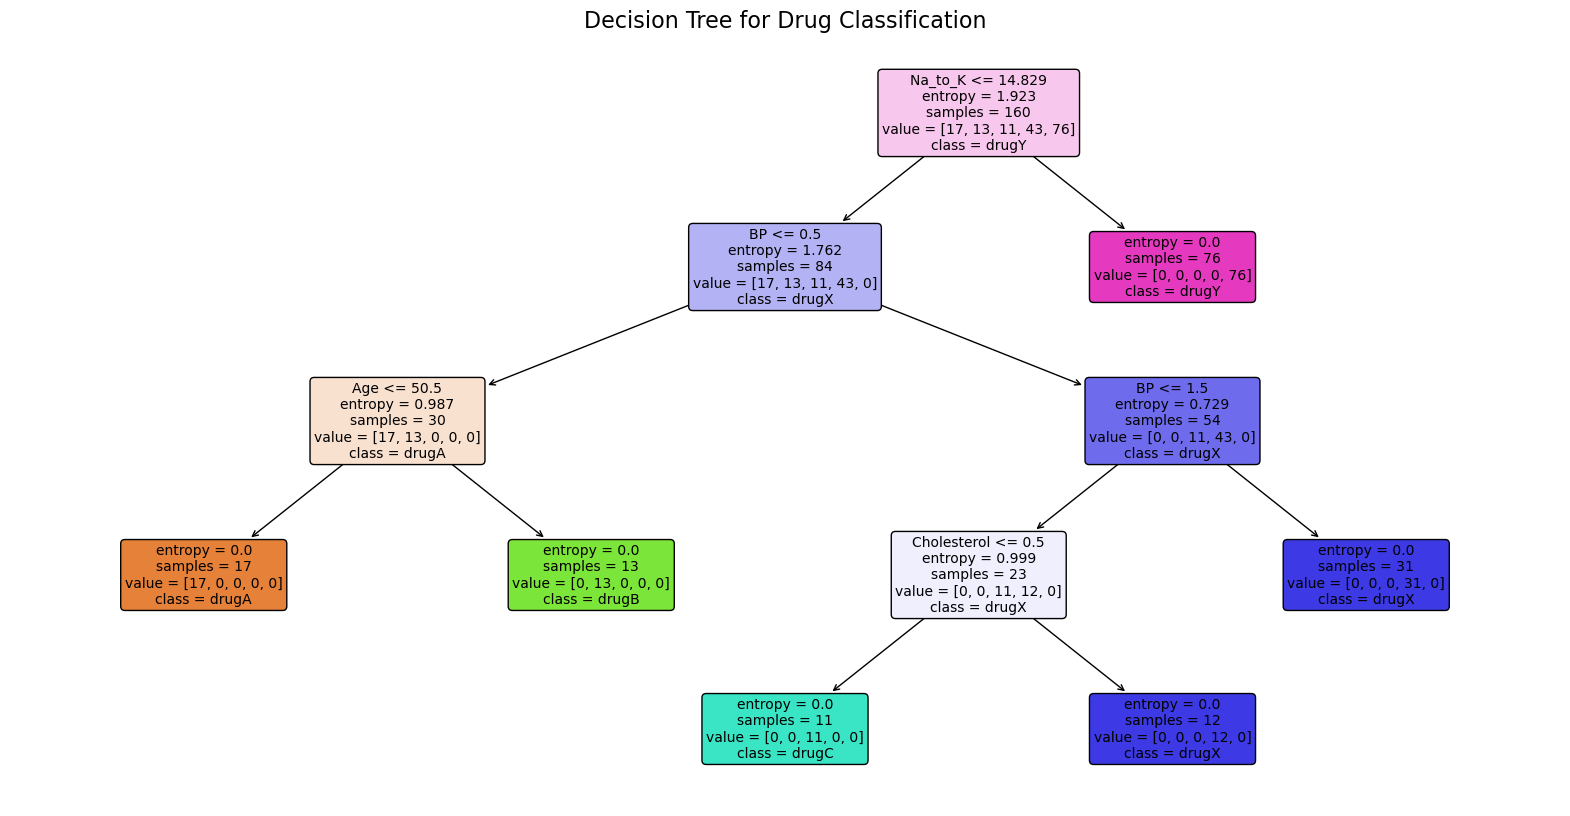 Decision Tree for Drug Classification
Na_to_K <= 14.829
entropy = 1.923
samples = 160
value = [17, 13, 11, 43, 76]
class = drugY
BP <= 0.5
entropy = 1.762
samples = 84
value = [17, 13, 11, 43, 0]
class = drugX
entropy = 0.0
samples = 76
value = [0, 0, 0, 0, 76]
class = drugY
Age <= 50.5
entropy = 0.987
samples = 30
value = [17, 13, 0, 0, 0]
class = drugA
BP <= 1.5
entropy = 0.729
samples = 54
value = [0, 0, 11, 43, 0]
class = drugX
entropy = 0.0
samples = 17
value = [17, 0, 0, 0, 0]
class = drugA
entropy = 0.0
samples = 13
value = [0, 13, 0, 0, 0]
class = drugB
Cholesterol <= 0.5
entropy = 0.999
samples = 23
value = [0, 0, 11, 12, 0]
class = drugX
entropy = 0.0
samples = 31
value = [0, 0, 0, 31, 0]
class = drugX
entropy = 0.0
samples = 11
value = [0, 0, 11, 0, 0]
class = drugC
entropy = 0.0
samples = 12
value = [0, 0, 0, 12, 0]
class = drugX